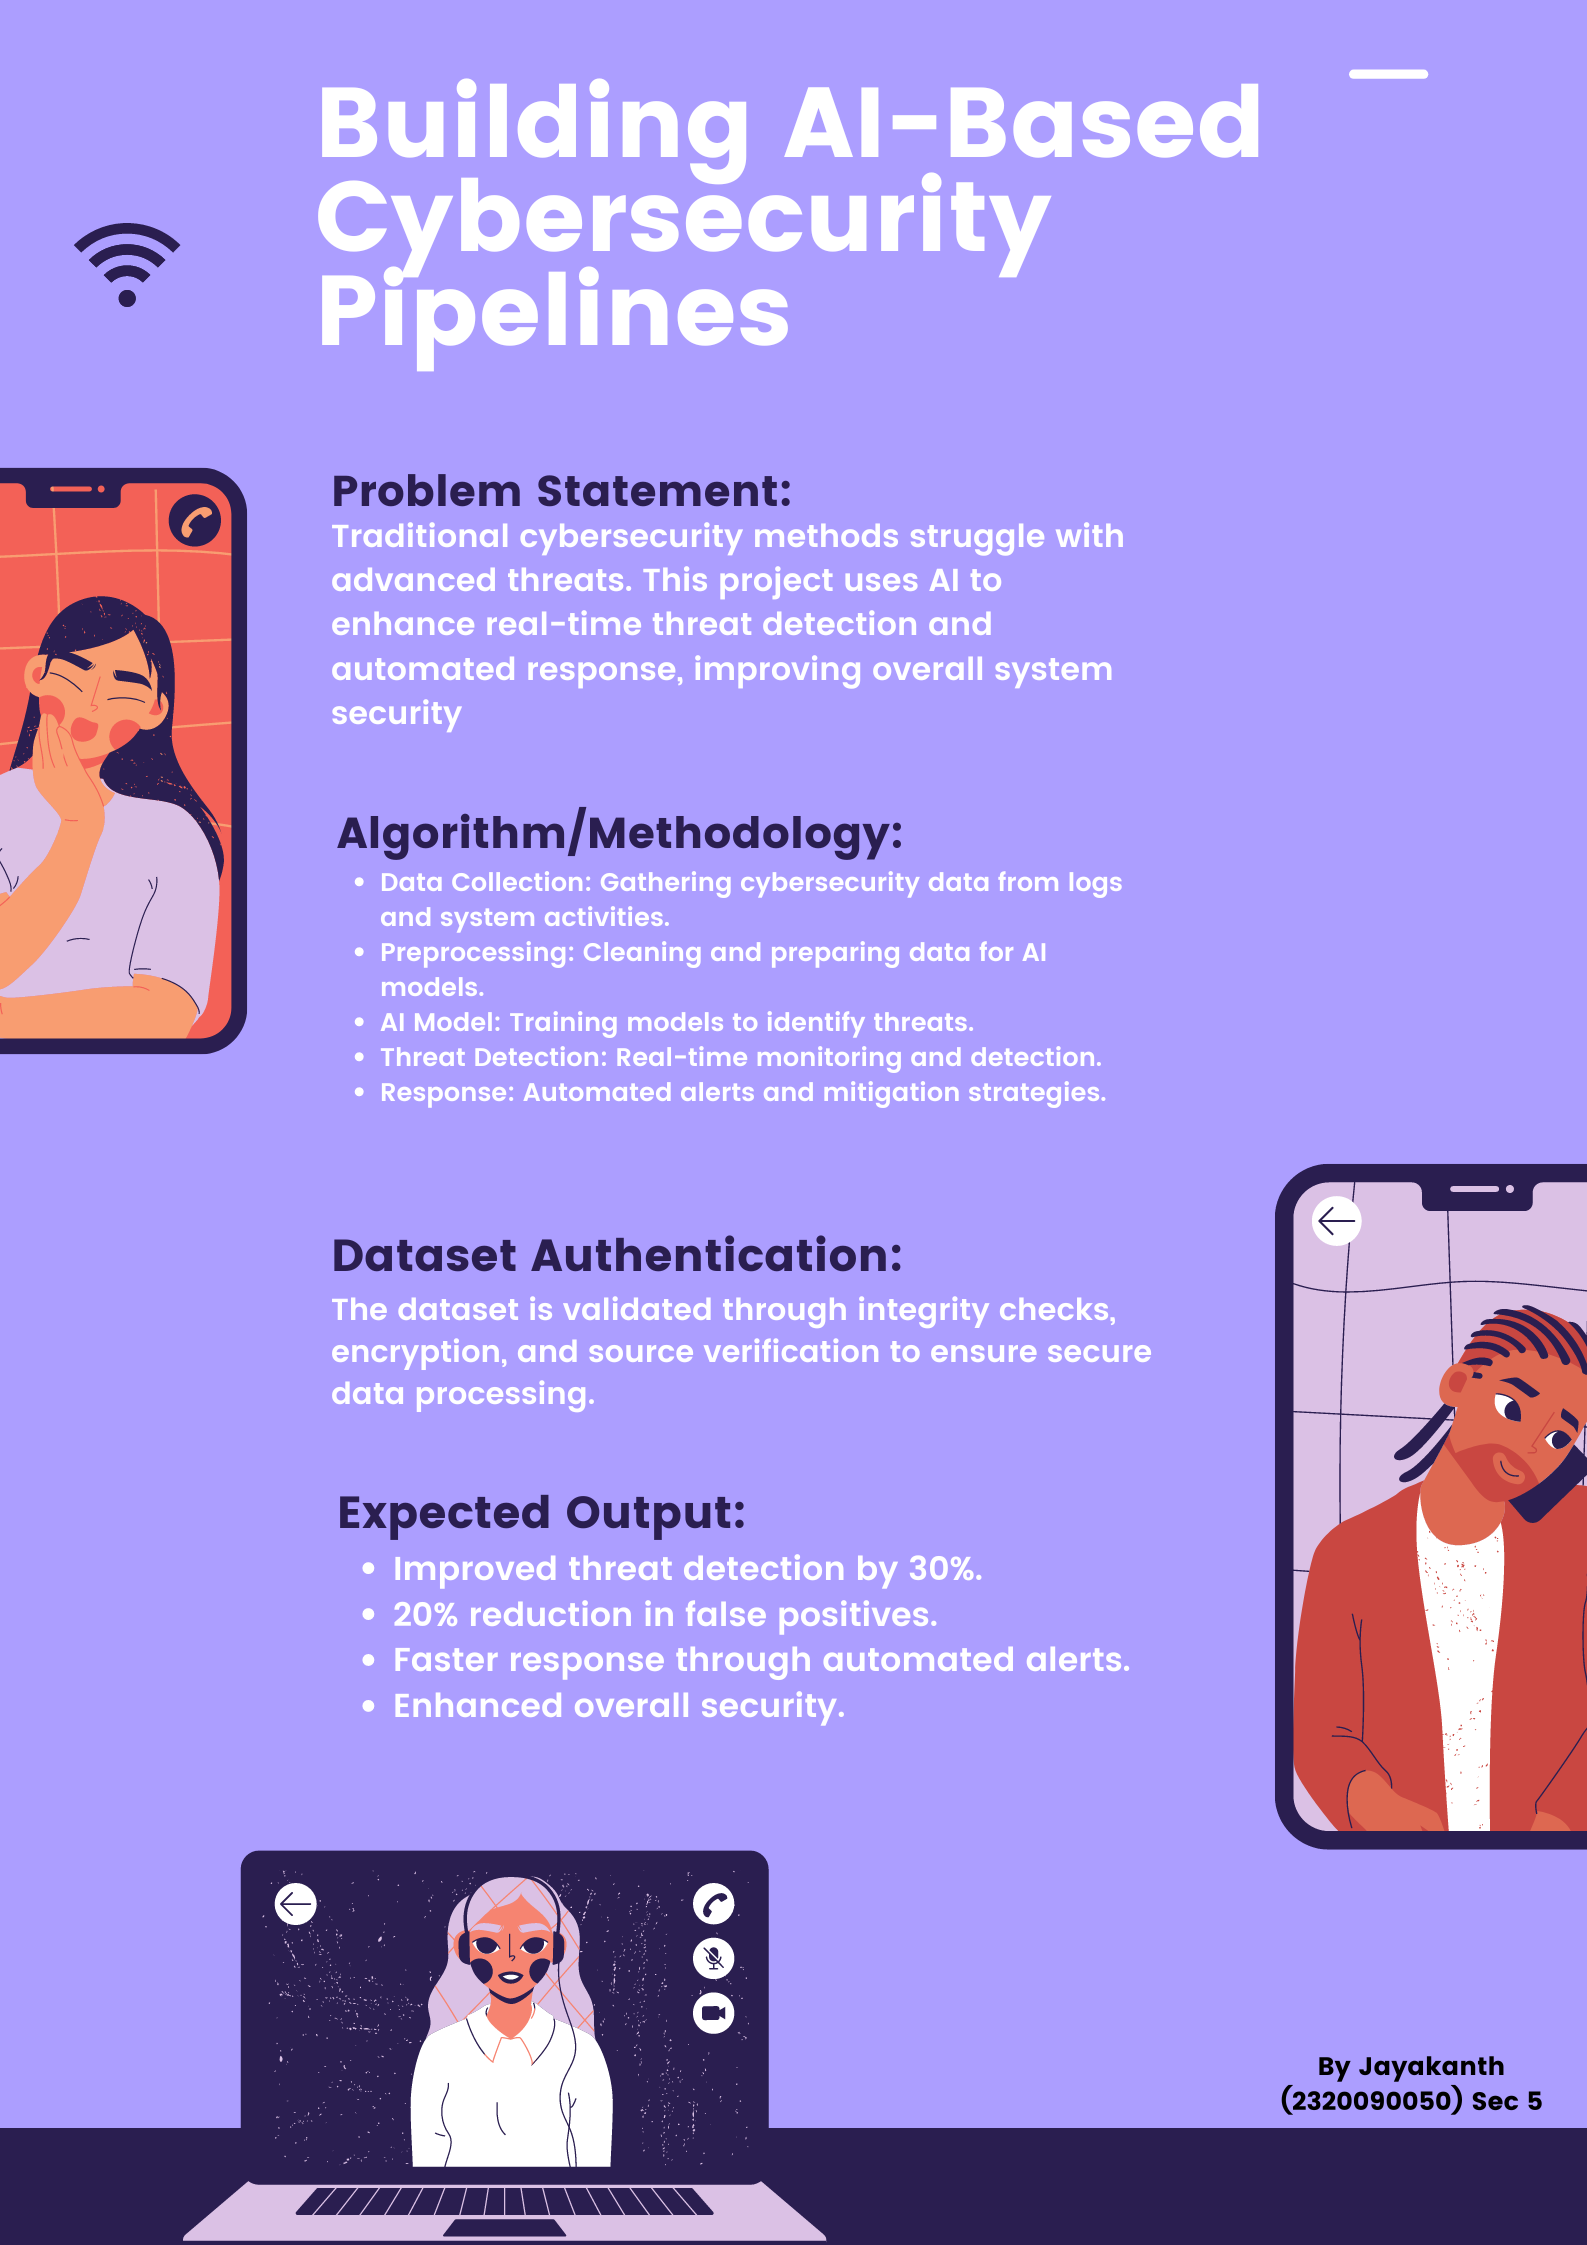 Building AI-Based
Cybersecurity
Pipelines
Problem Statement:
Traditional cybersecurity methods struggle with
advanced threats. This project uses AI to
enhance real-time threat detection and
automated response, improving overall system
security
Algorithm/Methodology:
• Data Collection: Gathering cybersecurity data from logs
and system activities.
• Preprocessing: Cleaning and preparing data for AI
models.
• AI Model: Training models to identify threats.
• Threat Detection: Real-time monitoring and detection.
• Response: Automated alerts and mitigation strategies.
Dataset Authentication:
The dataset is validated through integrity checks,
encryption, and source verification to ensure secure
data processing.
Expected Output:
• Improved threat detection by 30%.
• 20% reduction in false positives.
• Faster response through automated alerts.
• Enhanced overall security.
By Jayakanth
(2320090050) Sec 5